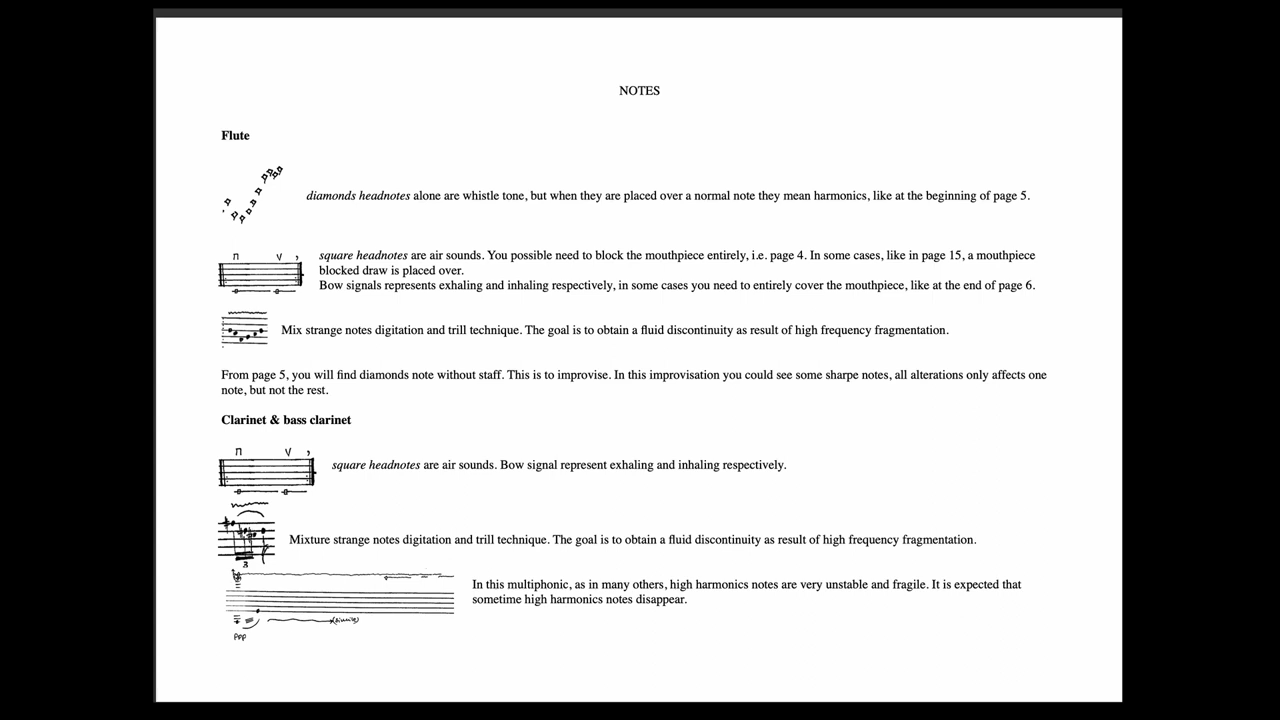 NOTES
Flute
diamonds headnotes alone are whistle tone, but when they are placed over a normal note they mean harmonics, like at the beginning of page 5.
square headnotes are air sounds. You possible need to block the mouthpiece entirely, i.e. page 4. In some cases, like in page 15, a mouthpiece
blocked draw is placed over.
Bow signals represents exhaling and inhaling respectively, in some cases you need to entirely cover the mouthpiece, like at the end of page 6.
Mix strange notes digitation and trill technique. The goal is to obtain a fluid discontinuity as result of high frequency fragmentation.
From page 5, you will find diamonds note without staff. This is to improvise. In this improvisation you could see some sharpe notes, all alterations only affects one
note, but not the rest.
Clarinet & bass clarinet
square headnotes are air sounds. Bow signal represent exhaling and inhaling respectively.
Mixture strange notes digitation and trill technique. The goal is to obtain a fluid discontinuity as result of high frequency fragmentation.
3
In this multiphonic, as in many others, high harmonics notes are very unstable and fragile. It is expected that
sometime high harmonics notes disappear.
ppp